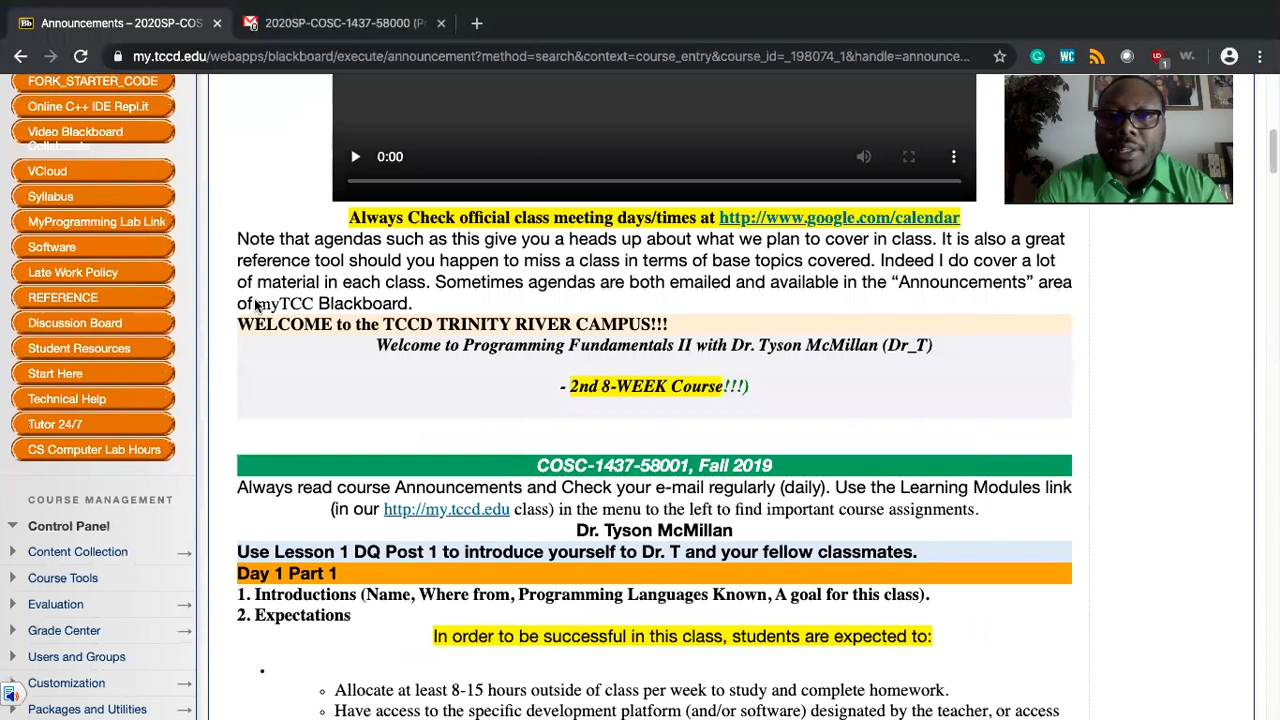 Announcements – 2020SP-COS
2020SP-COSC-1437-58000 (Pr
my.tccd.edu/webapps/blackboard/execute/announcement?method=search&context=course_entry&course_id=_198074_1&handle=announce...
FORK_STARTER_CODE
Online C++ IDE Repl.it
Video Blackboard
Collaborate
VCloud
Syllabus
MyProgramming Lab Link
Software
Late Work Policy
REFERENCE
Discussion Board
Student Resources
Start Here
Technical Help
Tutor 24/7
CS Computer Lab Hours
COURSE MANAGEMENT
Control Panel
Content Collection
Course Tools
Evaluation
Grade Center
Users and Groups
Customization
Packages and Utilities
0:00
Always Check official class meeting days/times at http://www.google.com/calendar
Note that agendas such as this give you a heads up about what we plan to cover in class. It is also a great
reference tool should you happen to miss a class in terms of base topics covered. Indeed I do cover a lot
of material in each class. Sometimes agendas are both emailed and available in the “Announcements” area
of myTCC Blackboard.
WELCOME to the TCCD TRINITY RIVER CAMPUS!!!
Welcome to Programming Fundamentals II with Dr. Tyson McMillan (Dr_T)
- 2nd 8-WEEK Course!!!)
COSC-1437-58001, Fall 2019
Always read course Announcements and Check your e-mail regularly (daily). Use the Learning Modules link
(in our http://my.tccd.edu class) in the menu to the left to find important course assignments.
Dr. Tyson McMillan
Use Lesson 1 DQ Post 1 to introduce yourself to Dr. T and your fellow classmates.
Day 1 Part 1
1. Introductions (Name, Where from, Programming Languages Known, A goal for this class).
2. Expectations
In order to be successful in this class, students are expected to:
Allocate at least 8-15 hours outside of class per week to study and complete homework.
Have access to the specific development platform (and/or software) designated by the teacher, or access